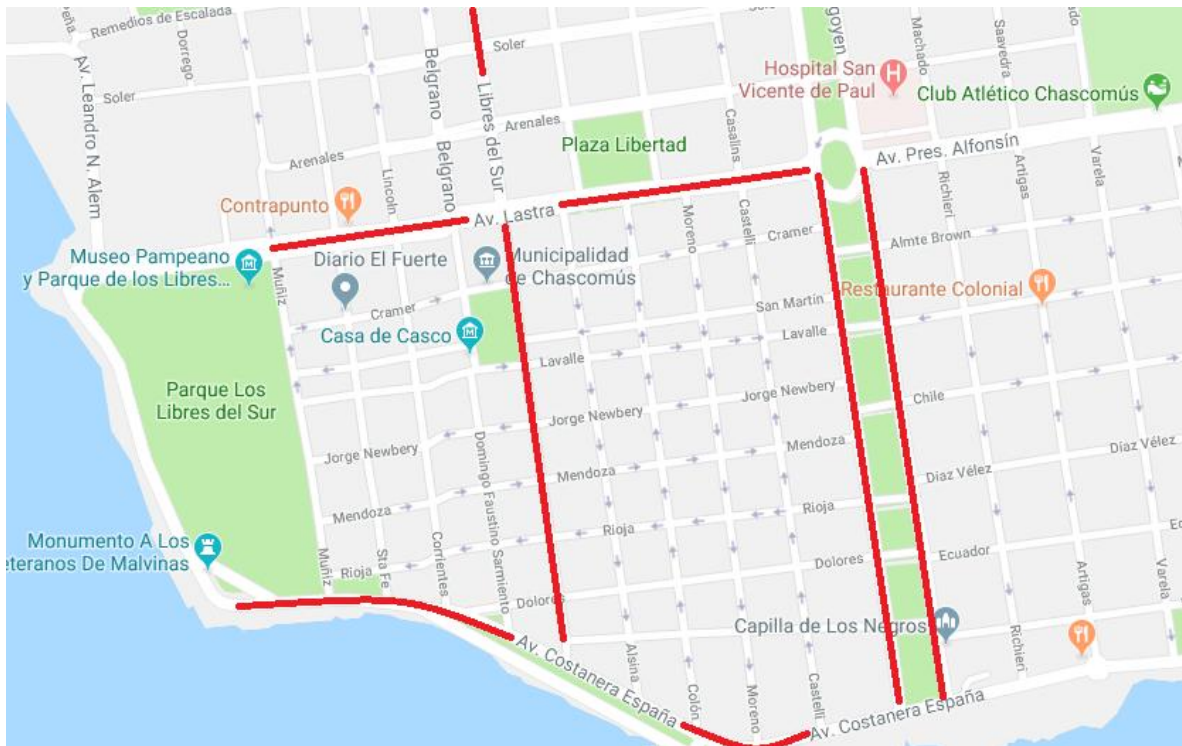 Remedios de Escalada
Peña
Dorrego
Soler
Av. Leandro N. Alem
Soler
Belgrano
Libres del Sur
goyen
Machado
Saavedra
Hospital San
Vicente de Paul
Club Atlético Chascomús
Arenales
Arenales
Plaza Libertad
Casalins
Av. Pres. Alfonsín
Lincoln
Belgrano
Richieri
Artigas
Varela
Contrapunto
Av. Lastra
Moreno
Castelli
Cramer
Almte Brown
Museo Pampeano
y Parque de los Libres...
Muñiz
Diario El Fuerte
Municipalidad
de Chascomús
Cramer
San Martín
Restaurante Colonial
Casa de Casco
Lavalle
Lavalle
Parque Los
Libres del Sur
Jorge Newbery
Jorge Newbery
Chile
Jorge Newbery
Domingo Faustino Sarmiento
Mendoza
Mendoza
Díaz Vélez
Díaz Vélez
Mendoza
Rioja
Rioja
Monumento A Los
eteranos De Malvinas
Muñiz
Sta Fe
Corrientes
Rioja
Dolores
Ecuador
Artigas
Varela
Dolores
Capilla de Los Negros
Richieri
Alsina
Colón
Moreno
Castelli
Av. Costanera España
Av. Costanera España